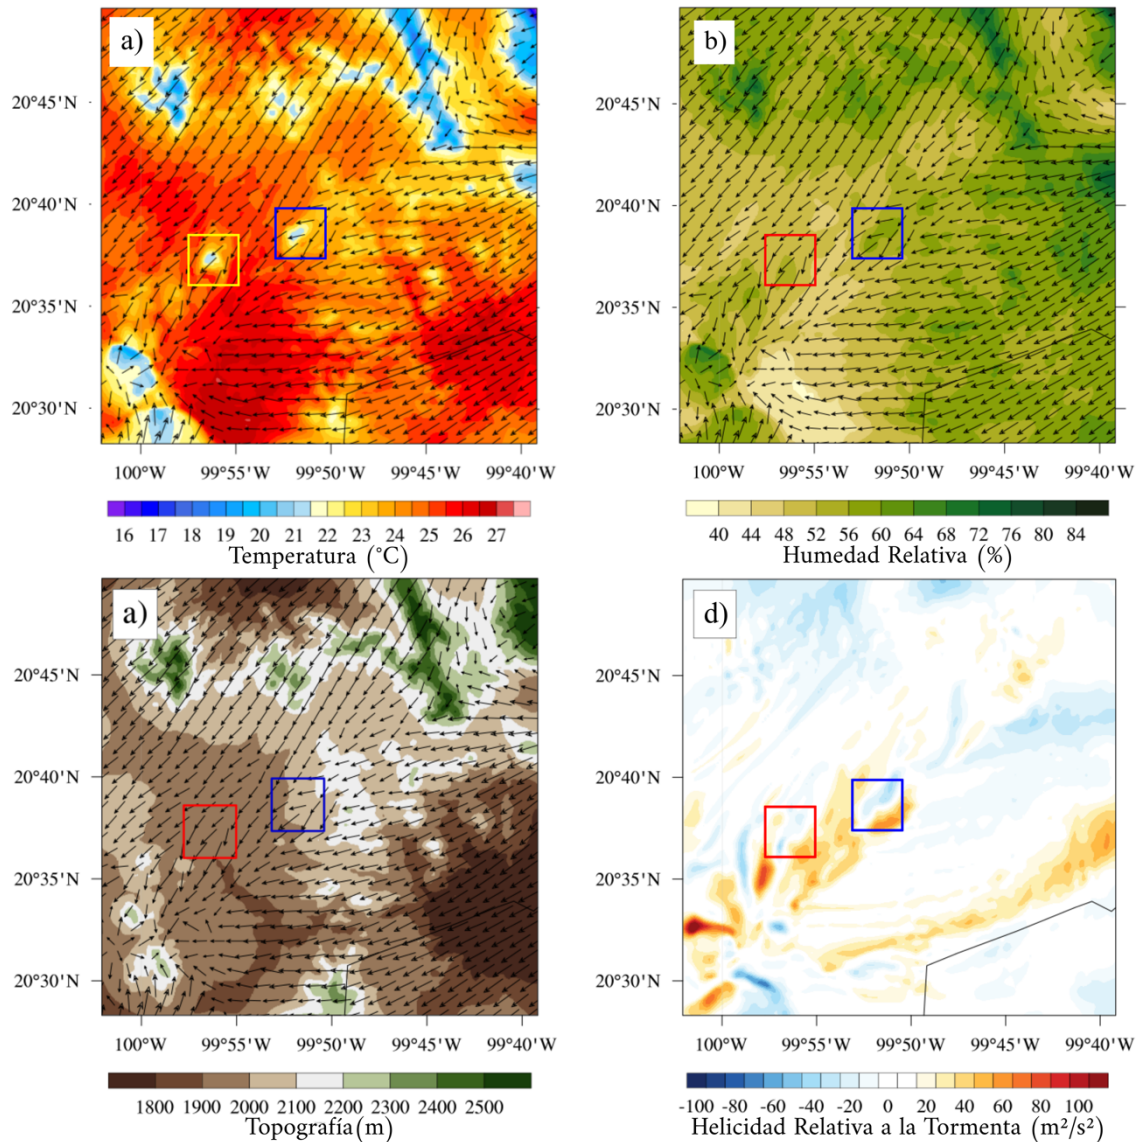 a)
20°45'N
20°40'N
20°35'N
20°30'N
100°W 99°55'W 99°50'W 99°45'W 99°40'W
16 17 18 19 20 21 22 23 24 25 26 27
Temperatura (°C)
b)
20°45'N
20°40'N
20°35'N
20°30'N
100°W 99°55'W 99°50'W 99°45'W 99°40'W
40 44 48 52 56 60 64 68 72 76 80 84
Humedad Relativa (%)
a)
20°45'N
20°40'N
20°35'N
20°30'N
100°W 99°55'W 99°50'W 99°45'W 99°40'W
1800 1900 2000 2100 2200 2300 2400 2500
Topografía(m)
d)
20°45'N
20°40'N
20°35'N
20°30'N
100°W 99°55'W 99°50'W 99°45'W 99°40'W
-100 -80 -60 -40 -20 0 20 40 60 80 100
Helicidad Relativa a la Tormenta (m²/s²)